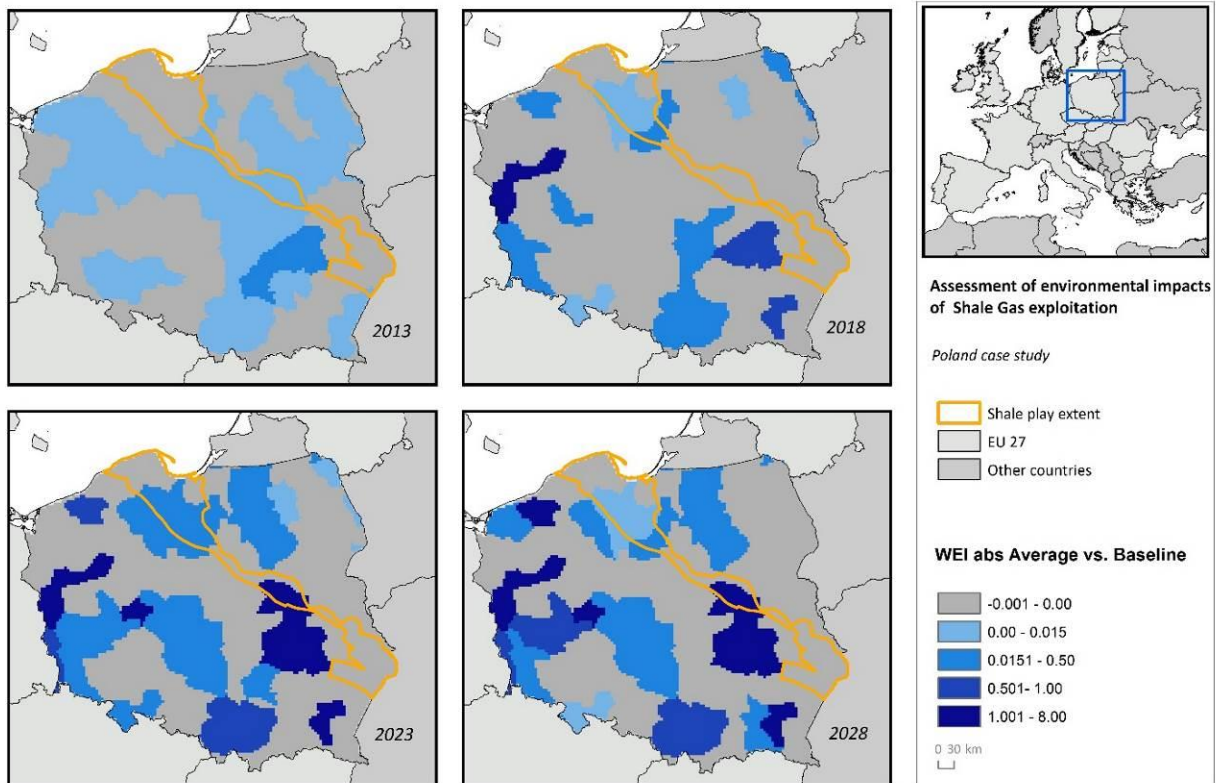 2013
2018
2023
2028
Assessment of environmental impacts
of Shale Gas exploitation
Poland case study
Shale play extent
EU 27
Other countries
WEI abs Average vs. Baseline
-0.001 - 0.00
0.00 - 0.015
0.0151 - 0.50
0.501- 1.00
1.001 - 8.00
0 30 km